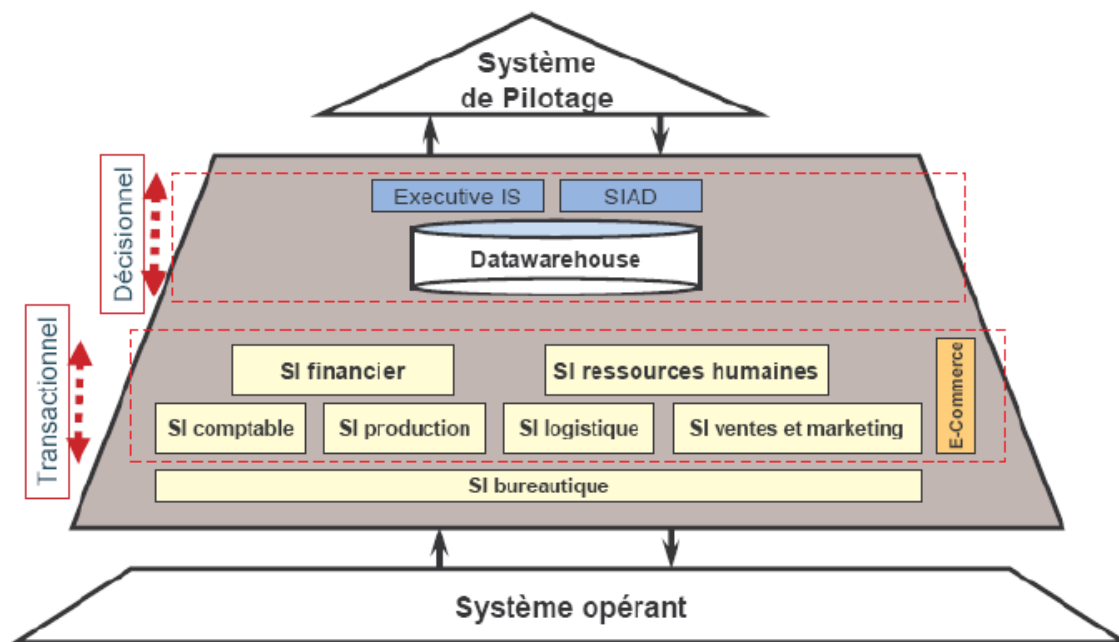 Système
de Pilotage
Décisionnel
Executive IS
SIAD
Datawarehouse
Transactionnel
SI financier
SI ressources humaines
E-Commerce
SI comptable
SI production
SI logistique
SI ventes et marketing
SI bureautique
Système opérant